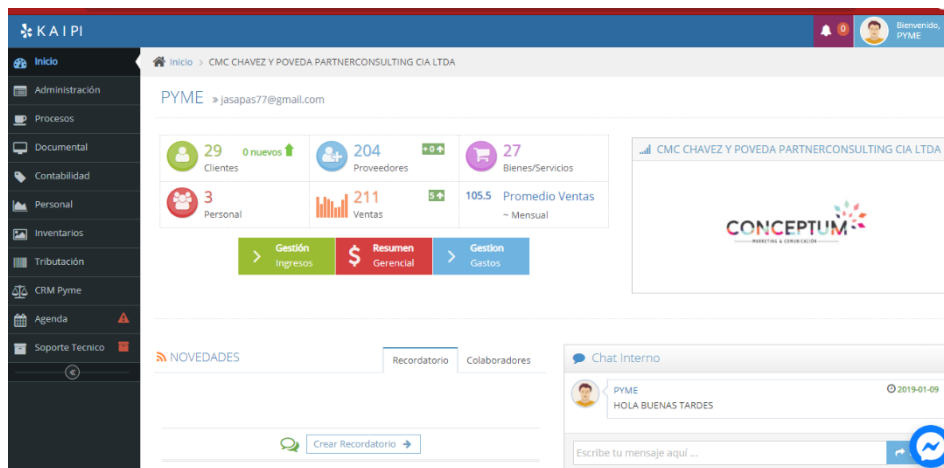 KAIPI
0
Bienvenido,
PYME
Inicio
Administración
Procesos
Documental
Contabilidad
Personal
Inventarios
Tributación
CRM Pyme
Agenda
Soporte Tecnico
Inicio > CMC CHAVEZ Y POVEDA PARTNERCONSULTING CIA LTDA
PYME » jasapas77@gmail.com
29 0 nuevos
Clientes
204 +0
Proveedores
27
Bienes/Servicios
3
Personal
211 5
Ventas
105.5 Promedio Ventas
~ Mensual
Gestión
Ingresos
$ Resumen
Gerencial
Gestion
Gastos
CMC CHAVEZ Y POVEDA PARTNERCONSULTING CIA LTDA
CONCEPTUM
MARKETING & COMUNICACIÓN
NOVEDADES
Recordatorio Colaboradores
Crear Recordatorio
Chat Interno
PYME 2019-01-09
HOLA BUENAS TARDES
Escribe tu mensaje aquí ...